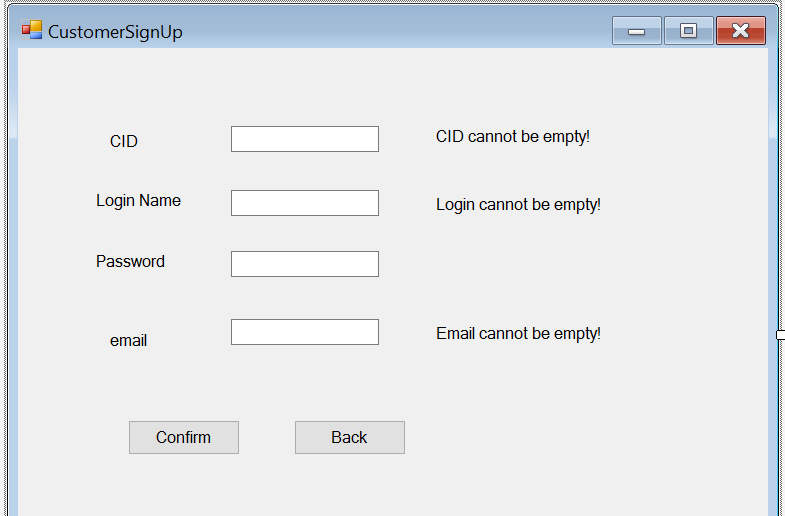 CustomerSignUp
CID
CID cannot be empty!
Login Name
Login cannot be empty!
Password
email
Email cannot be empty!
Confirm
Back